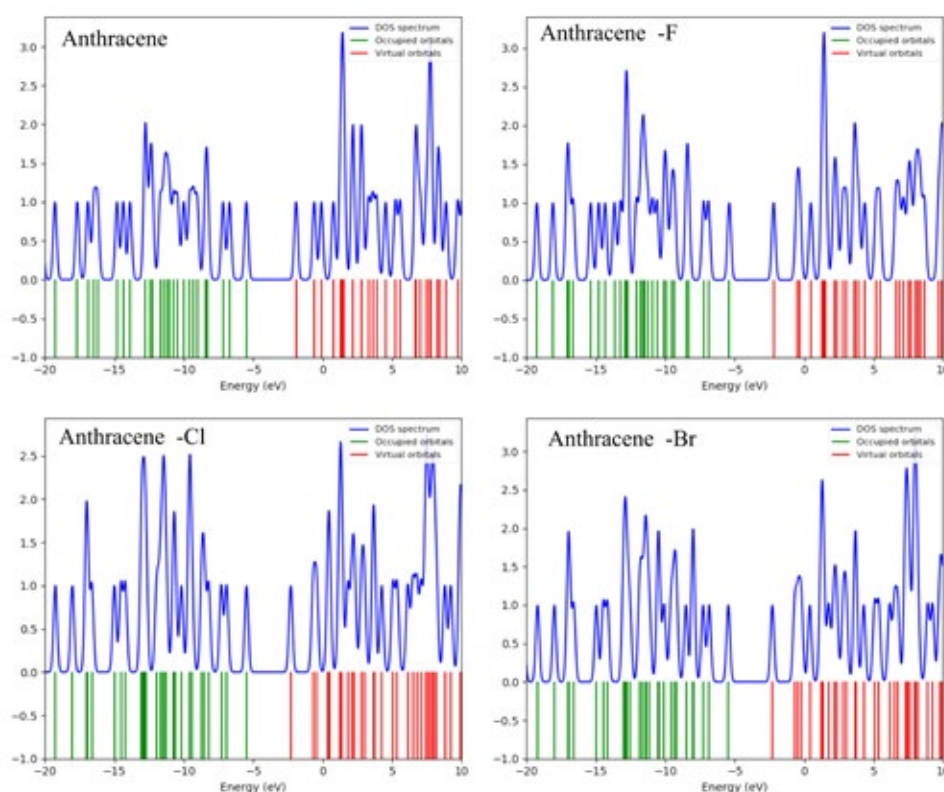 Anthracene
DOS spectrum
Occupied orbitals
Virtual orbitals
3.0
2.5
2.0
1.5
1.0
0.5
0.0
−0.5
−1.0
−20 −15 −10 −5 0 5 10
Energy (eV)
Anthracene -F
DOS spectrum
Occupied orbitals
Virtual orbitals
3.0
2.5
2.0
1.5
1.0
0.5
0.0
−0.5
−1.0
−20 −15 −10 −5 0 5 10
Energy (eV)
Anthracene -Cl
DOS spectrum
Occupied orbitals
Virtual orbitals
2.5
2.0
1.5
1.0
0.5
0.0
−0.5
−1.0
−20 −15 −10 −5 0 5 10
Energy (eV)
Anthracene -Br
DOS spectrum
Occupied orbitals
Virtual orbitals
3.0
2.5
2.0
1.5
1.0
0.5
0.0
−0.5
−1.0
−20 −15 −10 −5 0 5 10
Energy (eV)